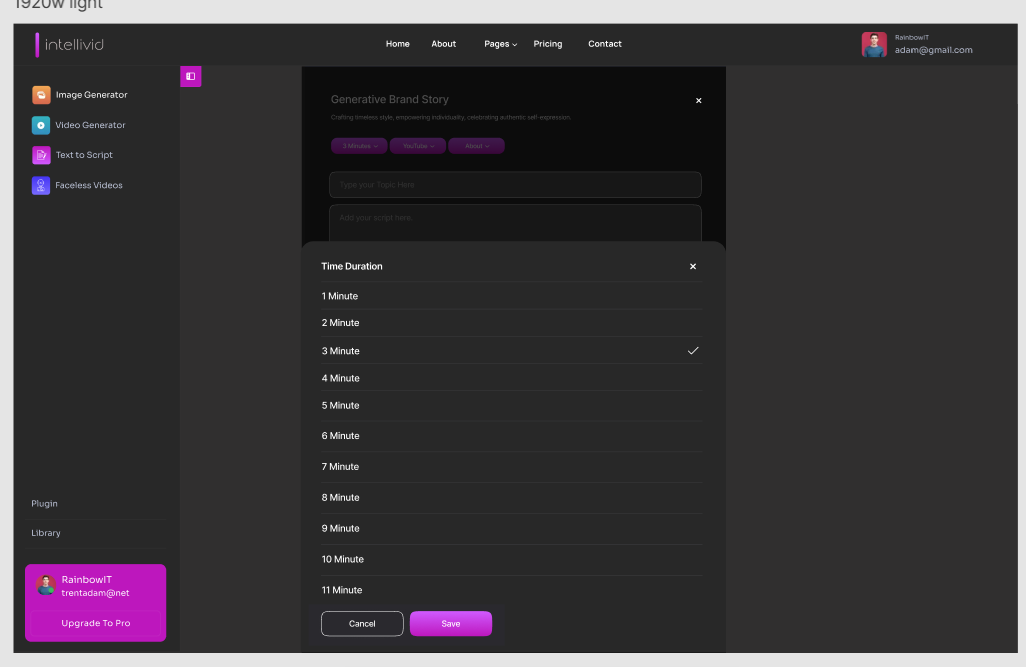 1920w light
intellivid
Home About Pages Pricing Contact
RainbowIT
adam@gmail.com
Image Generator
Video Generator
Text to Script
Faceless Videos
Generative Brand Story
Crafting timeless style, empowering individuality, celebrating authentic self-expression.
3 Minutes YouTube About
Type your Topic Here
Add your script here..
Time Duration
1 Minute
2 Minute
3 Minute
4 Minute
5 Minute
6 Minute
7 Minute
8 Minute
9 Minute
10 Minute
11 Minute
Cancel Save
Plugin
Library
RainbowIT
trentadam@net
Upgrade To Pro